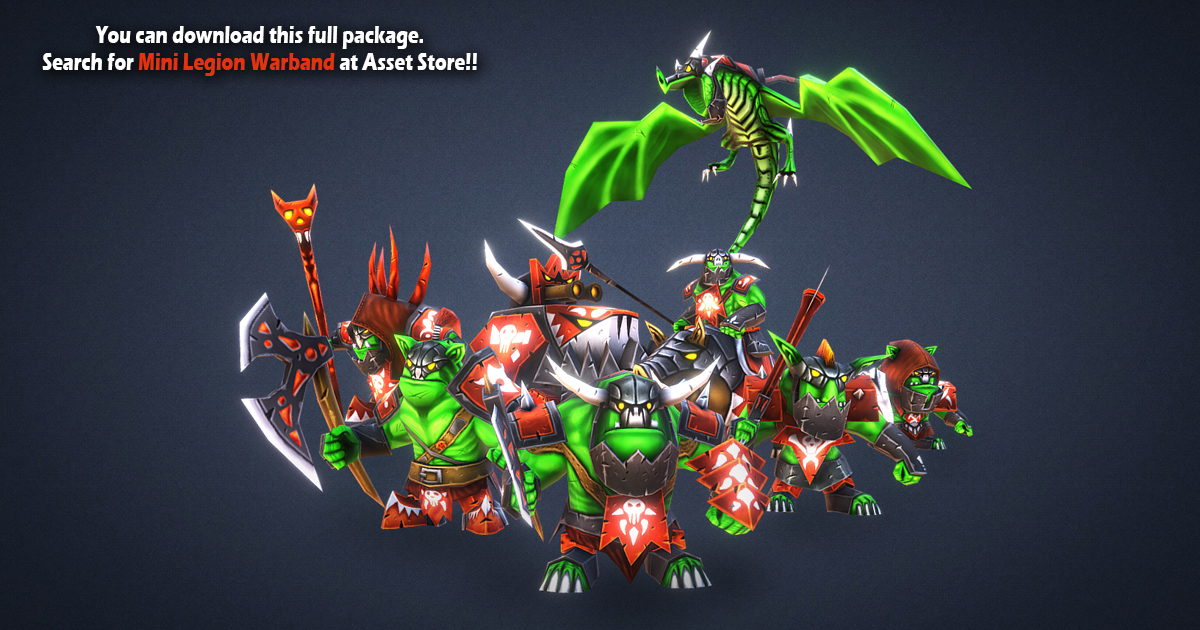 You can download this full package.
Search for Mini Legion Warband at Asset Store!!